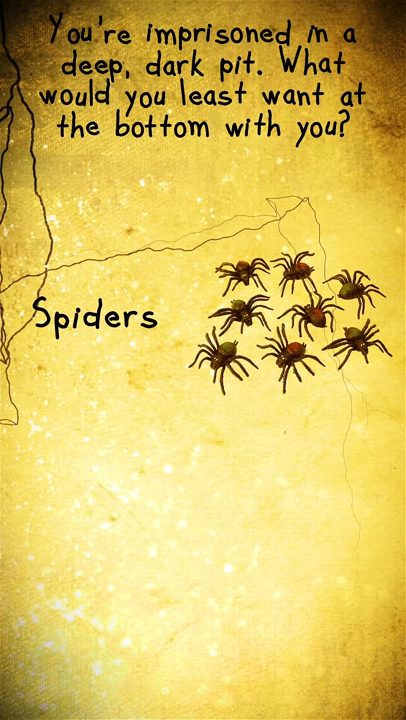 You're imprisoned in a
deep, dark pit. What
would you least want at
the bottom with you?
Spiders